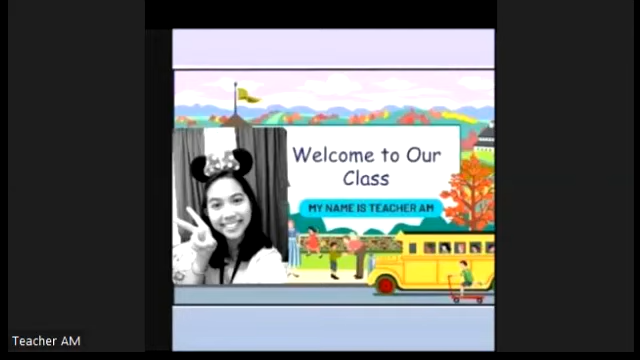 Welcome to Our
Class
MY NAME IS TEACHER AM
Teacher AM